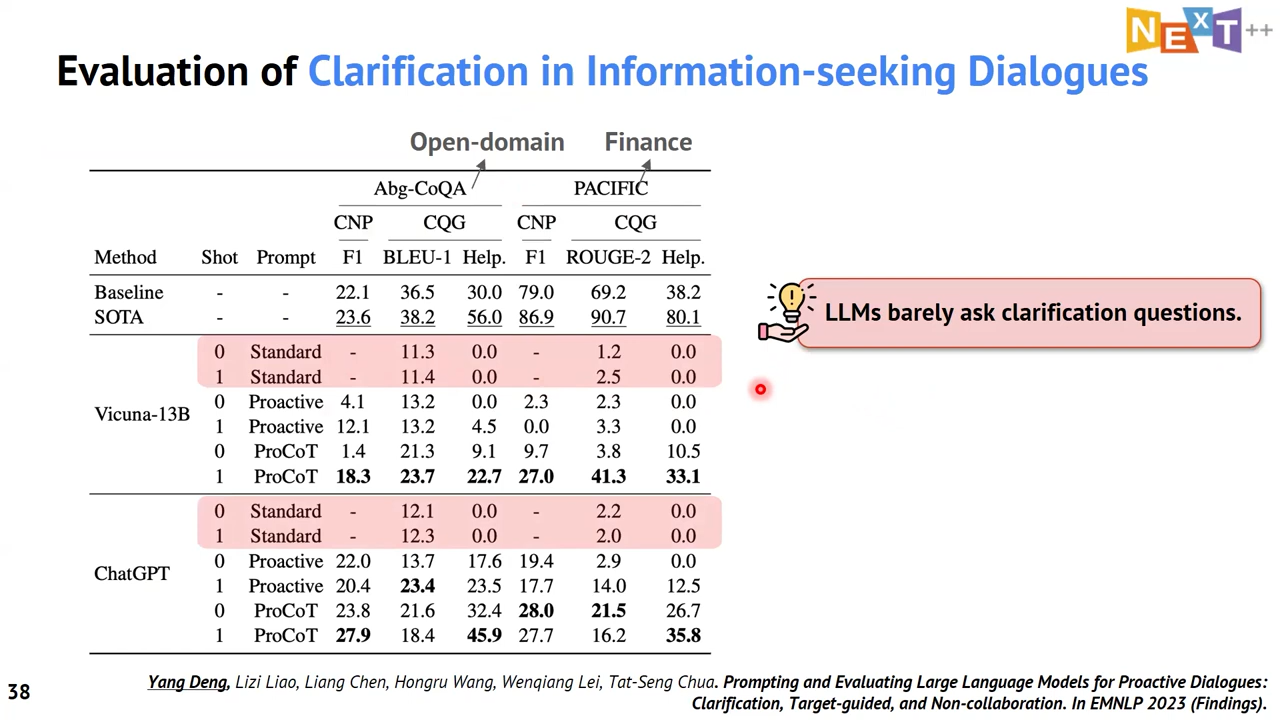 NEXT++
Evaluation of Clarification in Information-seeking Dialogues
Open-domain Finance
Abg-CoQA PACIFIC
CNP CQG CNP CQG
Method Shot Prompt F1 BLEU-1 Help. F1 ROUGE-2 Help.
Baseline - - 22.1 36.5 30.0 79.0 69.2 38.2
SOTA - - 23.6 38.2 56.0 86.9 90.7 80.1
0 Standard - 11.3 0.0 - 1.2 0.0
1 Standard - 11.4 0.0 - 2.5 0.0
0 Proactive 4.1 13.2 0.0 2.3 2.3 0.0
Vicuna-13B
1 Proactive 12.1 13.2 4.5 0.0 3.3 0.0
0 ProCoT 1.4 21.3 9.1 9.7 3.8 10.5
1 ProCoT 18.3 23.7 22.7 27.0 41.3 33.1
0 Standard - 12.1 0.0 - 2.2 0.0
1 Standard - 12.3 0.0 - 2.0 0.0
0 Proactive 22.0 13.7 17.6 19.4 2.9 0.0
ChatGPT
1 Proactive 20.4 23.4 23.5 17.7 14.0 12.5
0 ProCoT 23.8 21.6 32.4 28.0 21.5 26.7
1 ProCoT 27.9 18.4 45.9 27.7 16.2 35.8
LLMs barely ask clarification questions.
38
Yang Deng, Lizi Liao, Liang Chen, Hongru Wang, Wenqiang Lei, Tat-Seng Chua. Prompting and Evaluating Large Language Models for Proactive Dialogues:
Clarification, Target-guided, and Non-collaboration. In EMNLP 2023 (Findings).